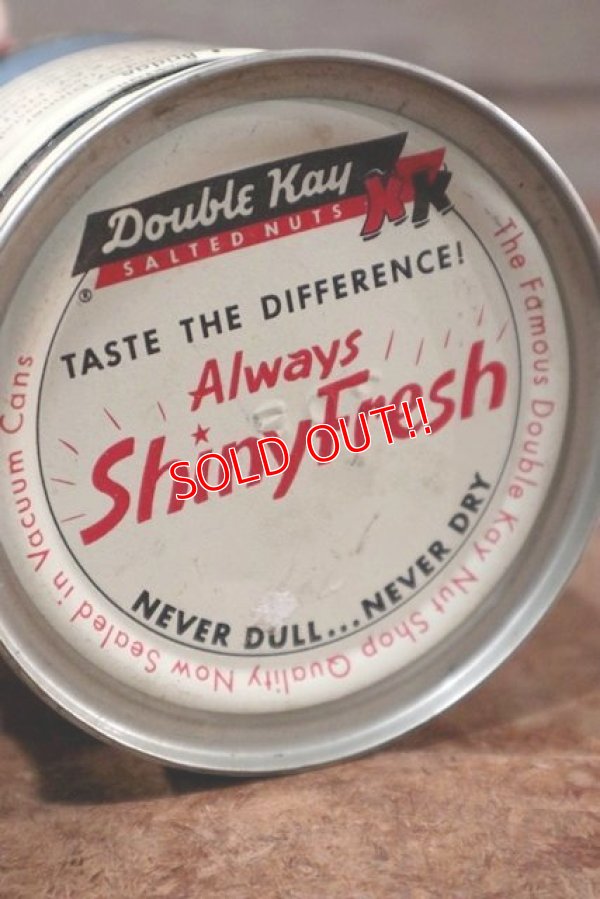 Double Kay
KK
SALTED NUTS
®
TASTE THE DIFFERENCE!
Always
Shiny Fresh
SOLD OUT!!
NEVER DULL...NEVER DRY
The Famous Double Kay Nut Shop Quality Now Sealed in Vacuum Cans